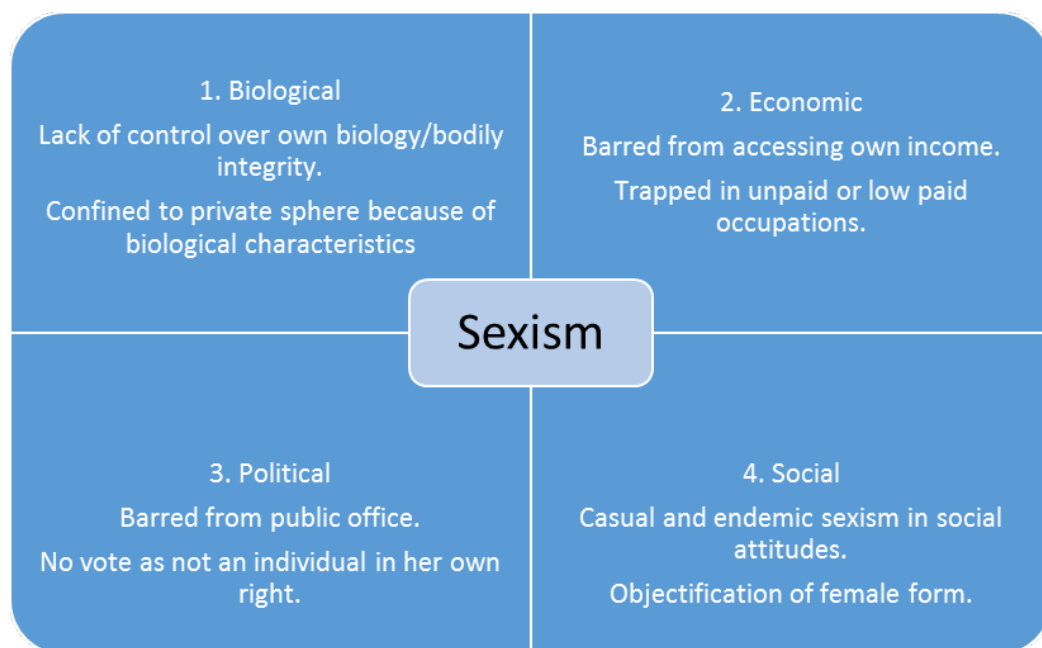 1. Biological
Lack of control over own biology/bodily
integrity.
Confined to private sphere because of
biological characteristics
2. Economic
Barred from accessing own income.
Trapped in unpaid or low paid
occupations.
Sexism
3. Political
Barred from public office.
No vote as not an individual in her own
right.
4. Social
Casual and endemic sexism in social
attitudes.
Objectification of female form.